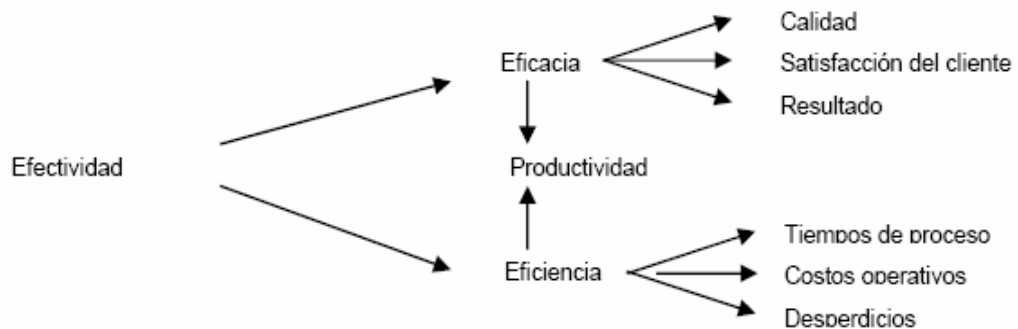 Calidad
Eficacia
Satisfacción del cliente
Resultado
Efectividad
Productividad
Tiempos de proceso
Eficiencia
Costos operativos
Desperdicios